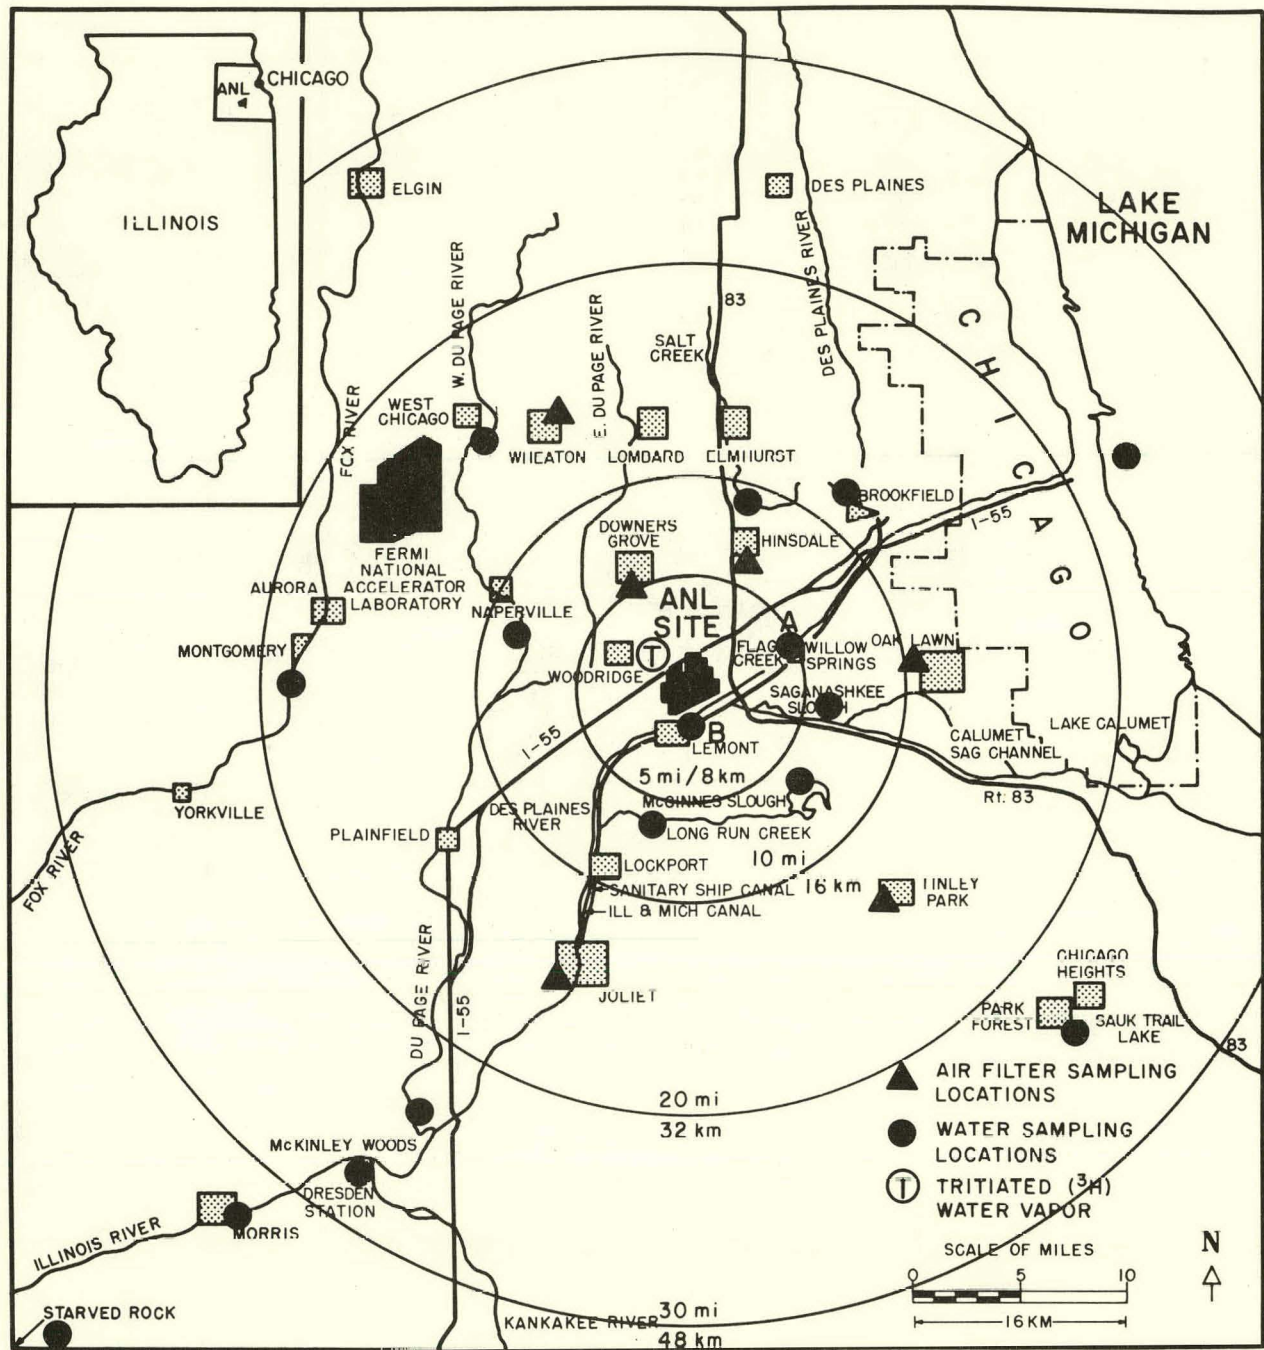 ANL
CHICAGO
ILLINOIS
ELGIN
DES PLAINES
LAKE
MICHIGAN
W. DU PAGE RIVER
E. DU PAGE RIVER
83
DES PLAINES RIVER
SALT
CREEK
CHICAGO
FOX RIVER
WEST
CHICAGO
WHEATON
LOMDARD
ELMHURST
BROOKFIELD
I-55
DOWNERS
GROVE
HINSDALE
FERMI
NATIONAL
ACCELERATOR
LABORATORY
AURORA
NAPERVILLE
ANL
SITE
A
MONTGOMERY
WOODRIDGE
T
FLAG
CREEK
WILLOW
SPRINGS
OAK LAWN
SAGANASHKEE
SLOUGH
B
LEMONT
I-55
CALUMET
SAG CHANNEL
LAKE CALUMET
5 mi/8 km
Rt. 83
YORKVILLE
DES PLAINES
RIVER
McGINNES SLOUGH
PLAINFIELD
LONG RUN CREEK
FOX RIVER
LOCKPORT
10 mi
16 km
SANITARY SHIP CANAL
ILL & MICH CANAL
TINLEY
PARK
DU PAGE RIVER
I-55
JOLIET
CHICAGO
HEIGHTS
PARK
FOREST
SAUK TRAIL
LAKE
83
20 mi
32 km
AIR FILTER SAMPLING
LOCATIONS
WATER SAMPLING
LOCATIONS
T
TRITIATED (³H)
WATER VAPOR
McKINLEY WOODS
DRESDEN
STATION
MORRIS
ILLINOIS RIVER
STARVED ROCK
KANKAKEE RIVER
30 mi
48 km
SCALE OF MILES
0 5 10
16 KM
N